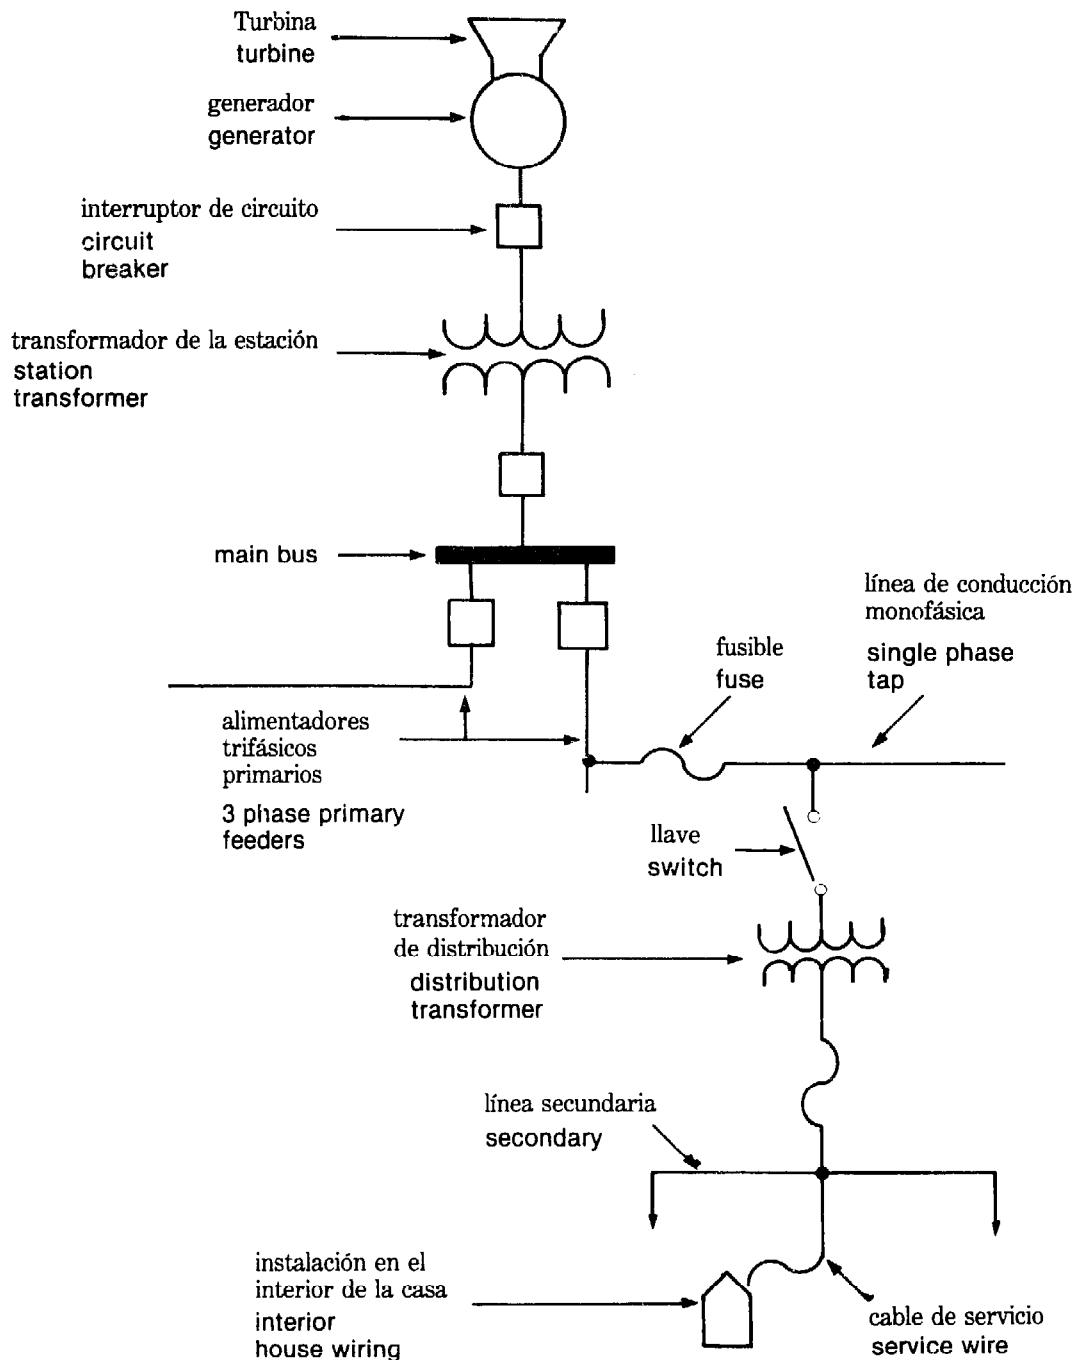 Turbina
turbine
generador
generator
interruptor de circuito
circuit
breaker
transformador de la estación
station
transformer
main bus
línea de conducción
monofásica
single phase
tap
fusible
fuse
alimentadores
trifásicos
primarios
3 phase primary
feeders
llave
switch
transformador
de distribución
distribution
transformer
línea secundaria
secondary
instalación en el
interior de la casa
interior
house wiring
cable de servicio
service wire